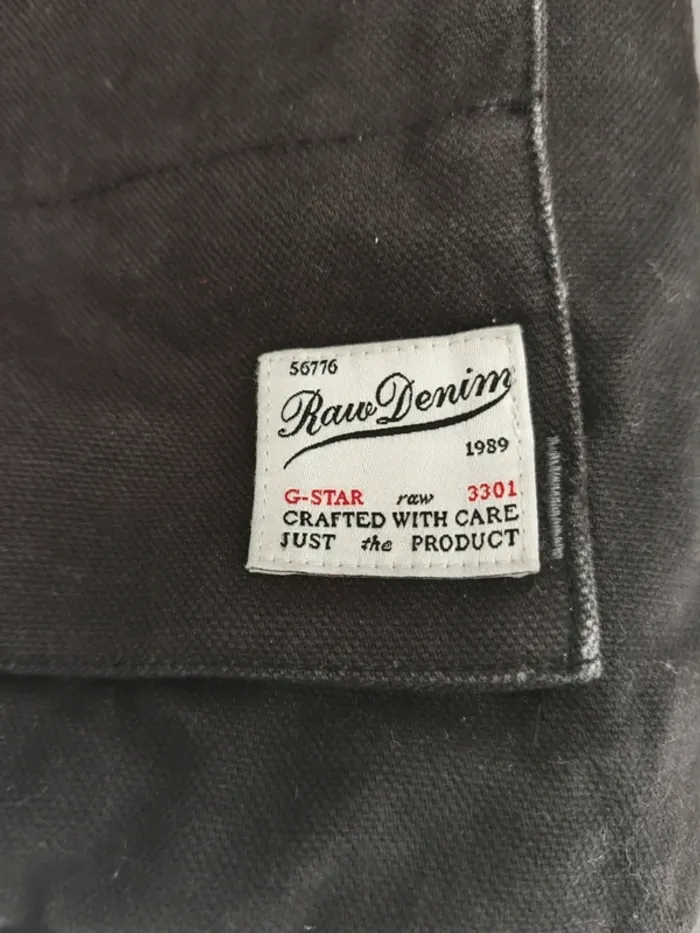 56776
Raw Denim
1989
G-STAR raw 3301
CRAFTED WITH CARE
JUST the PRODUCT